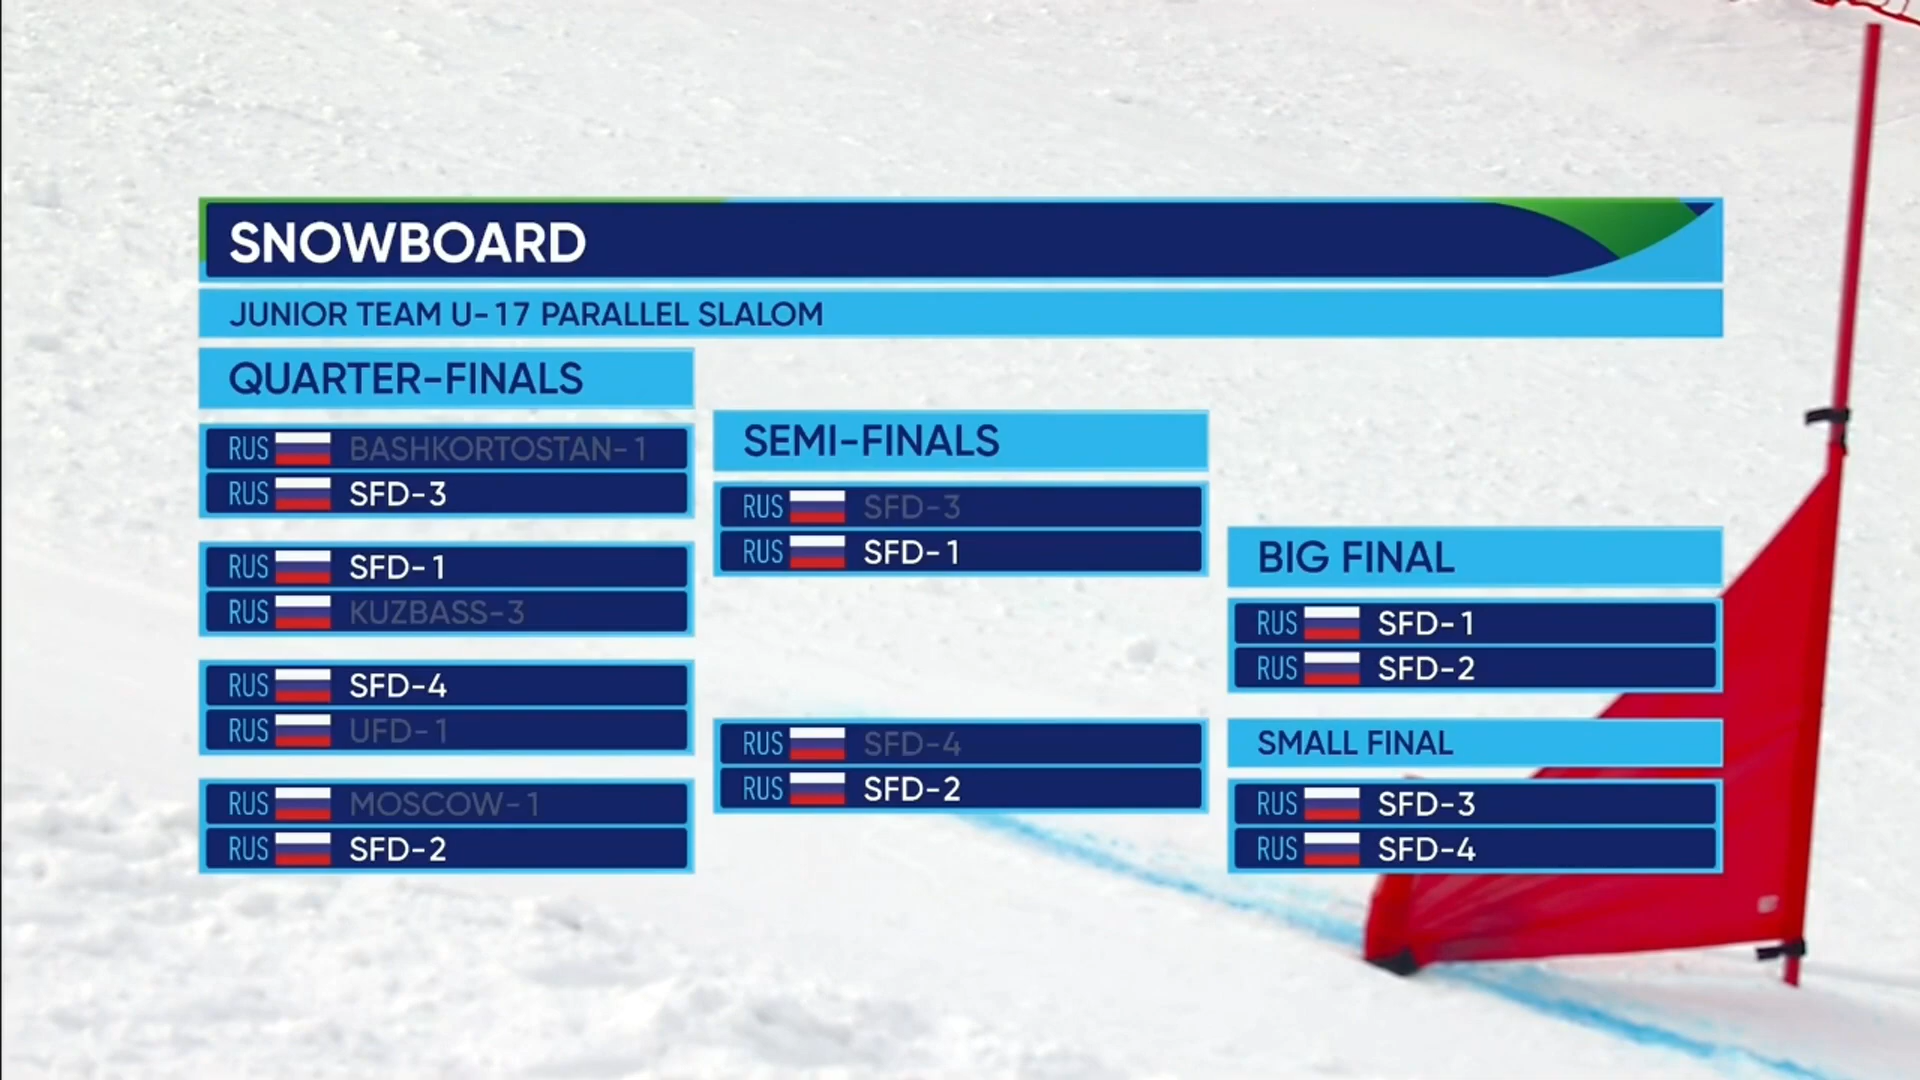 SNOWBOARD
JUNIOR TEAM U-17 PARALLEL SLALOM
QUARTER-FINALS
RUS BASHKORTOSTAN-1
RUS SFD-3
RUS SFD-1
RUS KUZBASS-3
RUS SFD-4
RUS UFD-1
RUS MOSCOW-1
RUS SFD-2
SEMI-FINALS
RUS SFD-3
RUS SFD-1
RUS SFD-4
RUS SFD-2
BIG FINAL
RUS SFD-1
RUS SFD-2
SMALL FINAL
RUS SFD-3
RUS SFD-4